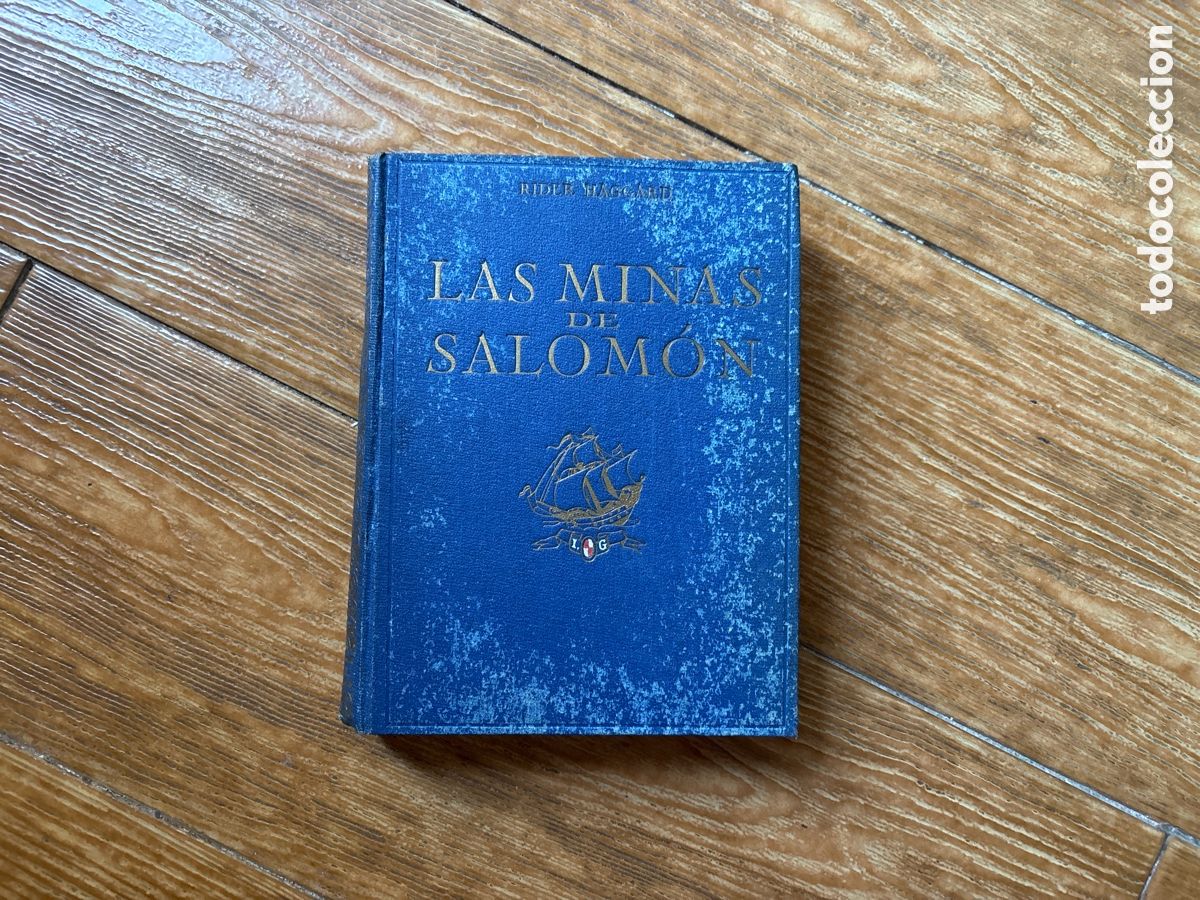 RIDER HAGGARD
LAS MINAS
DE
SALOMÓN
I. G
todocoleccion